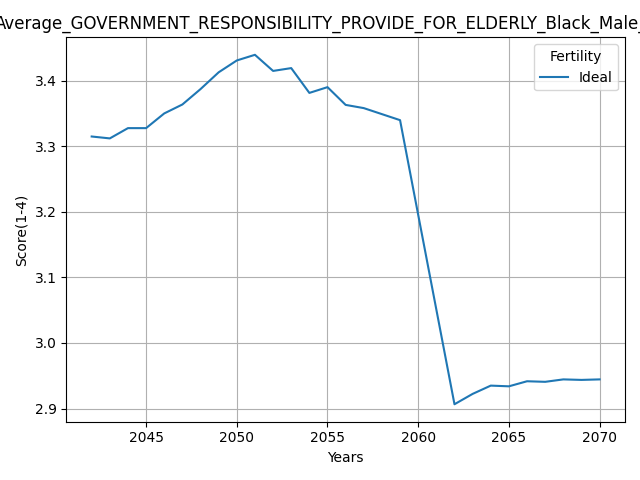 Average_GOVERNMENT_RESPONSIBILITY_PROVIDE_FOR_ELDERLY_Black_Male_
Fertility
Ideal
3.4
3.3
3.2
3.1
3.0
2.9
Score(1-4)
2045 2050 2055 2060 2065 2070
Years